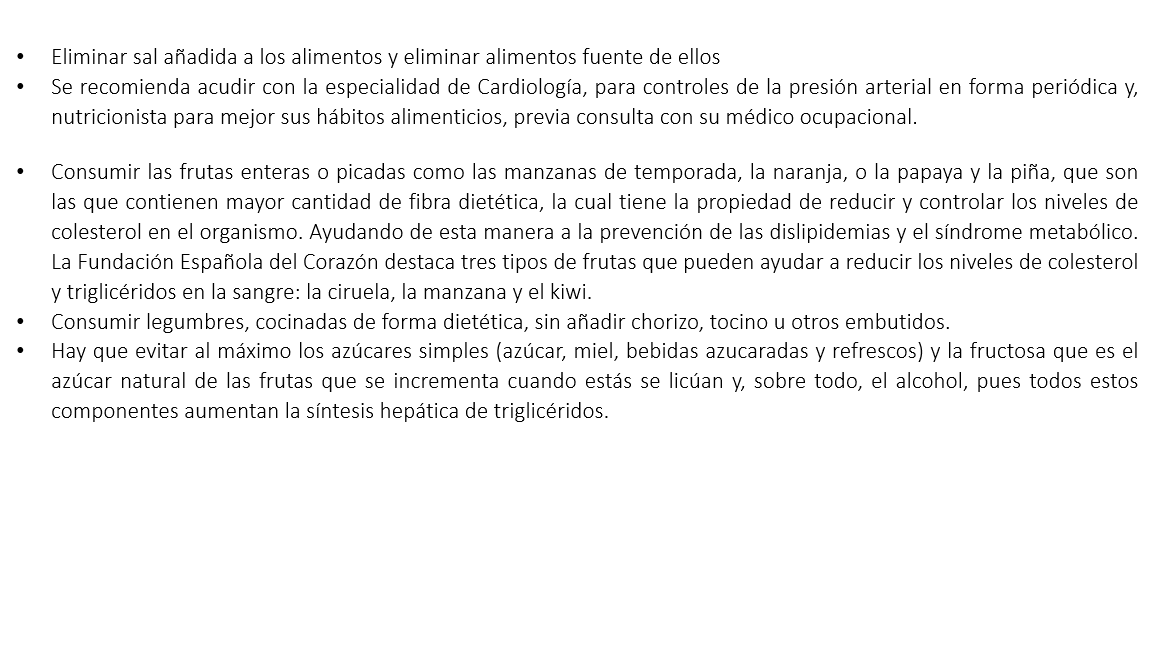 • Eliminar sal añadida a los alimentos y eliminar alimentos fuente de ellos
• Se recomienda acudir con la especialidad de Cardiología, para controles de la presión arterial en forma periódica y,
nutricionista para mejor sus hábitos alimenticios, previa consulta con su médico ocupacional.
• Consumir las frutas enteras o picadas como las manzanas de temporada, la naranja, o la papaya y la piña, que son
las que contienen mayor cantidad de fibra dietética, la cual tiene la propiedad de reducir y controlar los niveles de
colesterol en el organismo. Ayudando de esta manera a la prevención de las dislipidemias y el síndrome metabólico.
La Fundación Española del Corazón destaca tres tipos de frutas que pueden ayudar a reducir los niveles de colesterol
y triglicéridos en la sangre: la ciruela, la manzana y el kiwi.
• Consumir legumbres, cocinadas de forma dietética, sin añadir chorizo, tocino u otros embutidos.
• Hay que evitar al máximo los azúcares simples (azúcar, miel, bebidas azucaradas y refrescos) y la fructosa que es el
azúcar natural de las frutas que se incrementa cuando estás se licúan y, sobre todo, el alcohol, pues todos estos
componentes aumentan la síntesis hepática de triglicéridos.